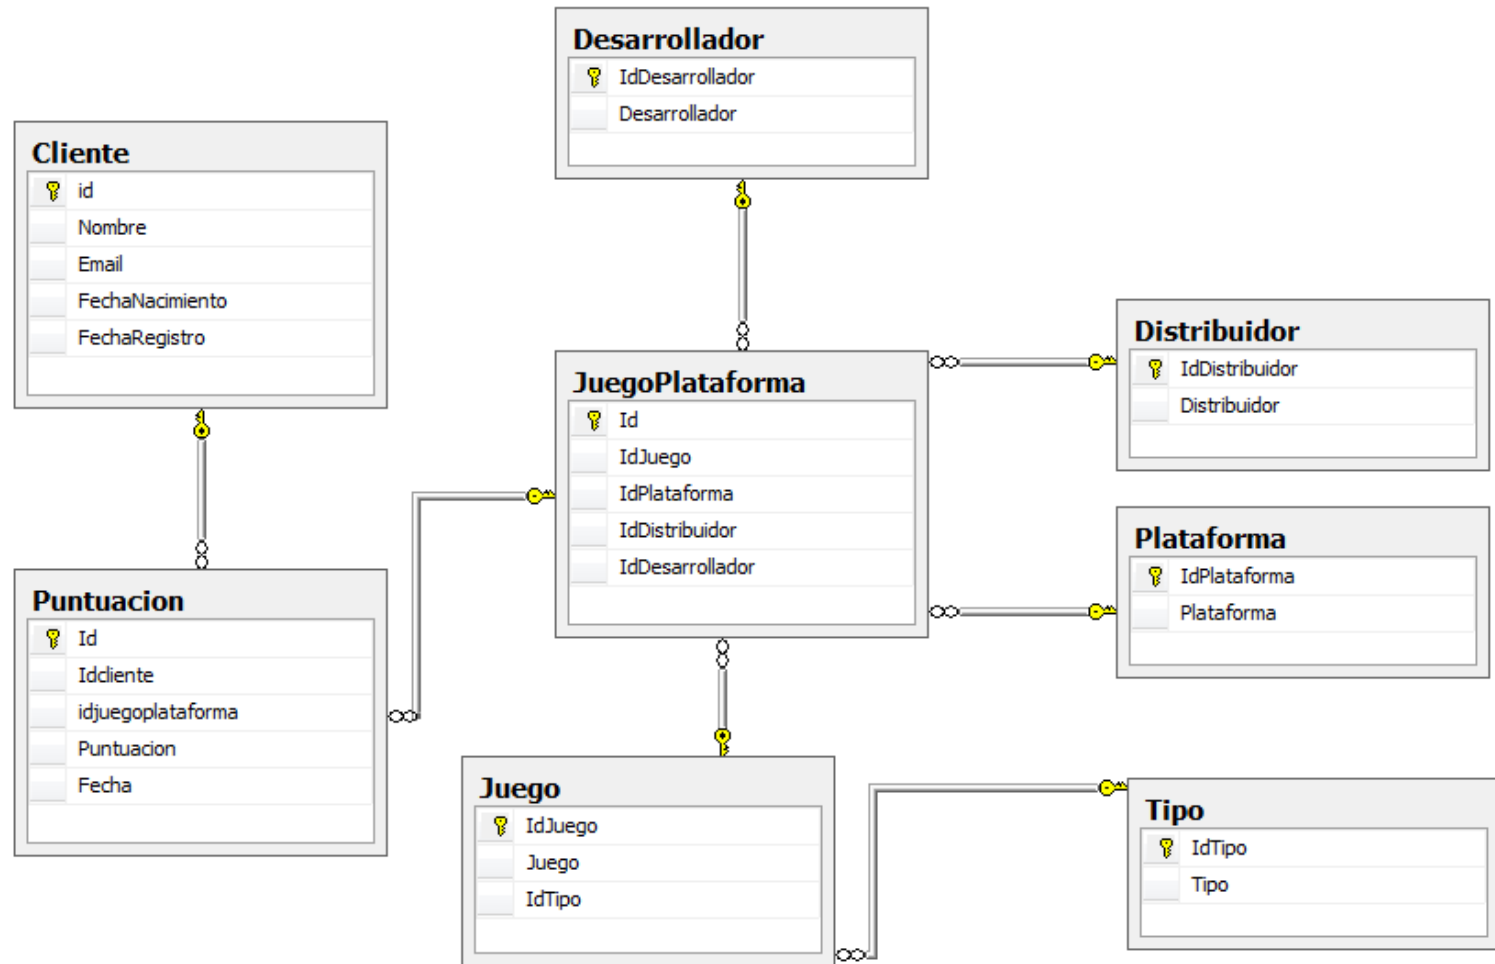 Desarrollador
IdDesarrollador
Desarrollador
Cliente
id
Nombre
Email
FechaNacimiento
FechaRegistro
Distribuidor
IdDistribuidor
Distribuidor
JuegoPlataforma
Id
IdJuego
IdPlataforma
IdDistribuidor
IdDesarrollador
Plataforma
IdPlataforma
Plataforma
Puntuacion
Id
Idcliente
idjuegoplataforma
Puntuacion
Fecha
Juego
IdJuego
Juego
IdTipo
Tipo
IdTipo
Tipo